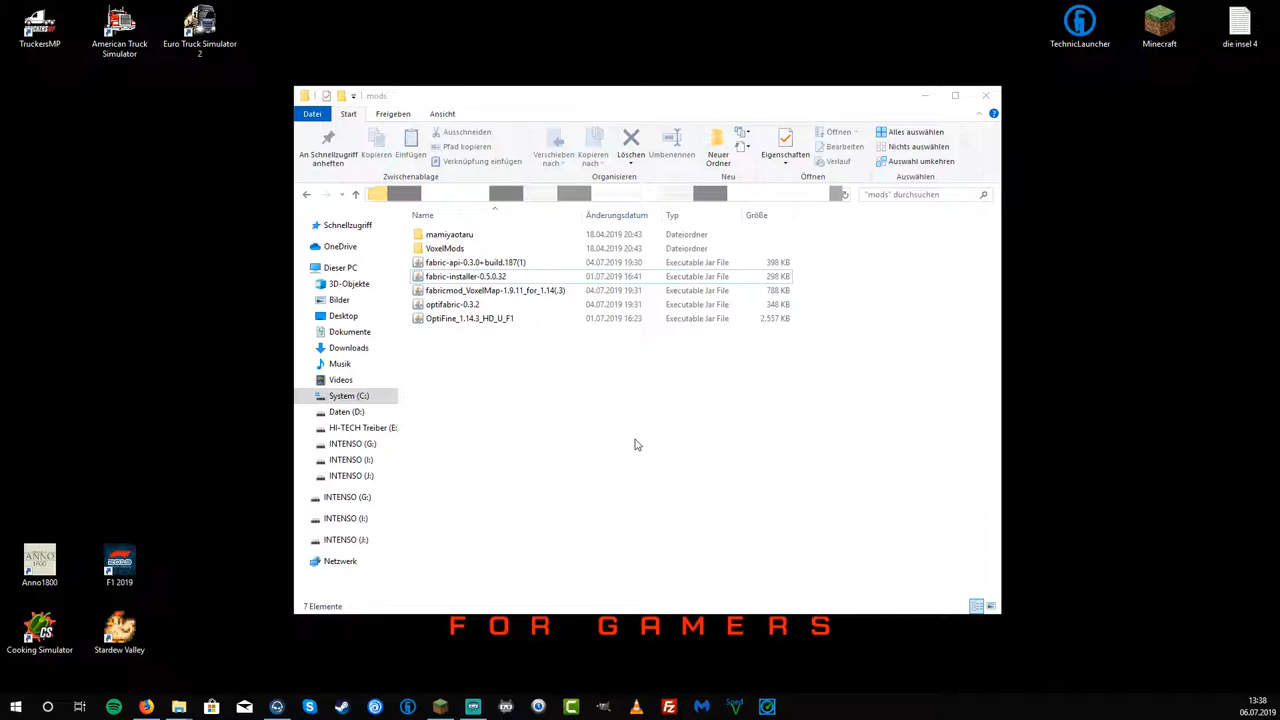 TruckersMP
American Truck
Simulator
Euro Truck Simulator
2
TechnicLauncher
Minecraft
die insel 4
mods
Datei
Start
Freigeben
Ansicht
An Schnellzugriff
anheften
Kopieren
Einfügen
Ausschneiden
Pfad kopieren
Verknüpfung einfügen
Zwischenablage
Verschieben
nach
Kopieren
nach
Löschen
Umbenennen
Organisieren
Neuer
Ordner
Neu
Eigenschaften
Öffnen
Bearbeiten
Verlauf
Öffnen
Alles auswählen
Nichts auswählen
Auswahl umkehren
Auswählen
"mods" durchsuchen
Name Änderungsdatum Typ Größe
mamiyaotaru 18.04.2019 20:43 Dateiordner
VoxelMods 18.04.2019 20:43 Dateiordner
fabric-api-0.3.0+build.187(1) 04.07.2019 19:30 Executable Jar File 398 KB
fabric-installer-0.5.0.32 01.07.2019 16:41 Executable Jar File 298 KB
fabricmod_VoxelMap-1.9.11_for_1.14(.3) 04.07.2019 19:31 Executable Jar File 788 KB
optifabric-0.3.2 04.07.2019 19:31 Executable Jar File 348 KB
OptiFine_1.14.3_HD_U_F1 01.07.2019 16:23 Executable Jar File 2.557 KB
Schnellzugriff
OneDrive
Dieser PC
3D-Objekte
Bilder
Desktop
Dokumente
Downloads
Musik
Videos
System (C:)
Daten (D:)
HI-TECH Treiber (E:
INTENSO (G:)
INTENSO (I:)
INTENSO (J:)
INTENSO (G:)
INTENSO (I:)
INTENSO (J:)
Netzwerk
7 Elemente
FOR GAMERS
ANNO
1800
Anno1800
F1 2019
CS
Cooking Simulator
Stardew Valley
13:38
06.07.2019